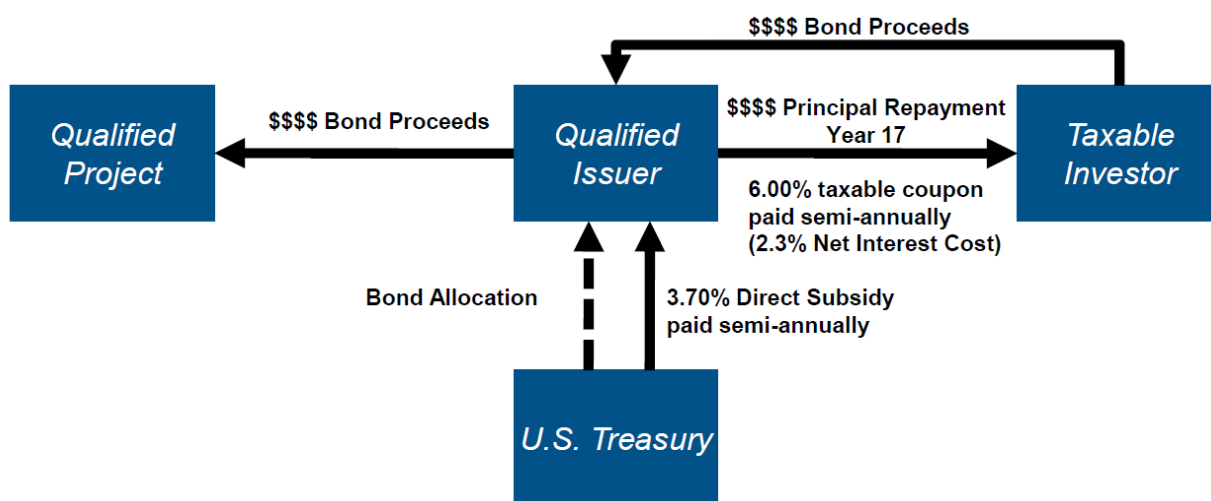 $$$$ Bond Proceeds
Qualified
Project
$$$$ Bond Proceeds
Qualified
Issuer
$$$$ Principal Repayment
Year 17
Taxable
Investor
6.00% taxable coupon
paid semi-annually
(2.3% Net Interest Cost)
Bond Allocation
3.70% Direct Subsidy
paid semi-annually
U.S. Treasury